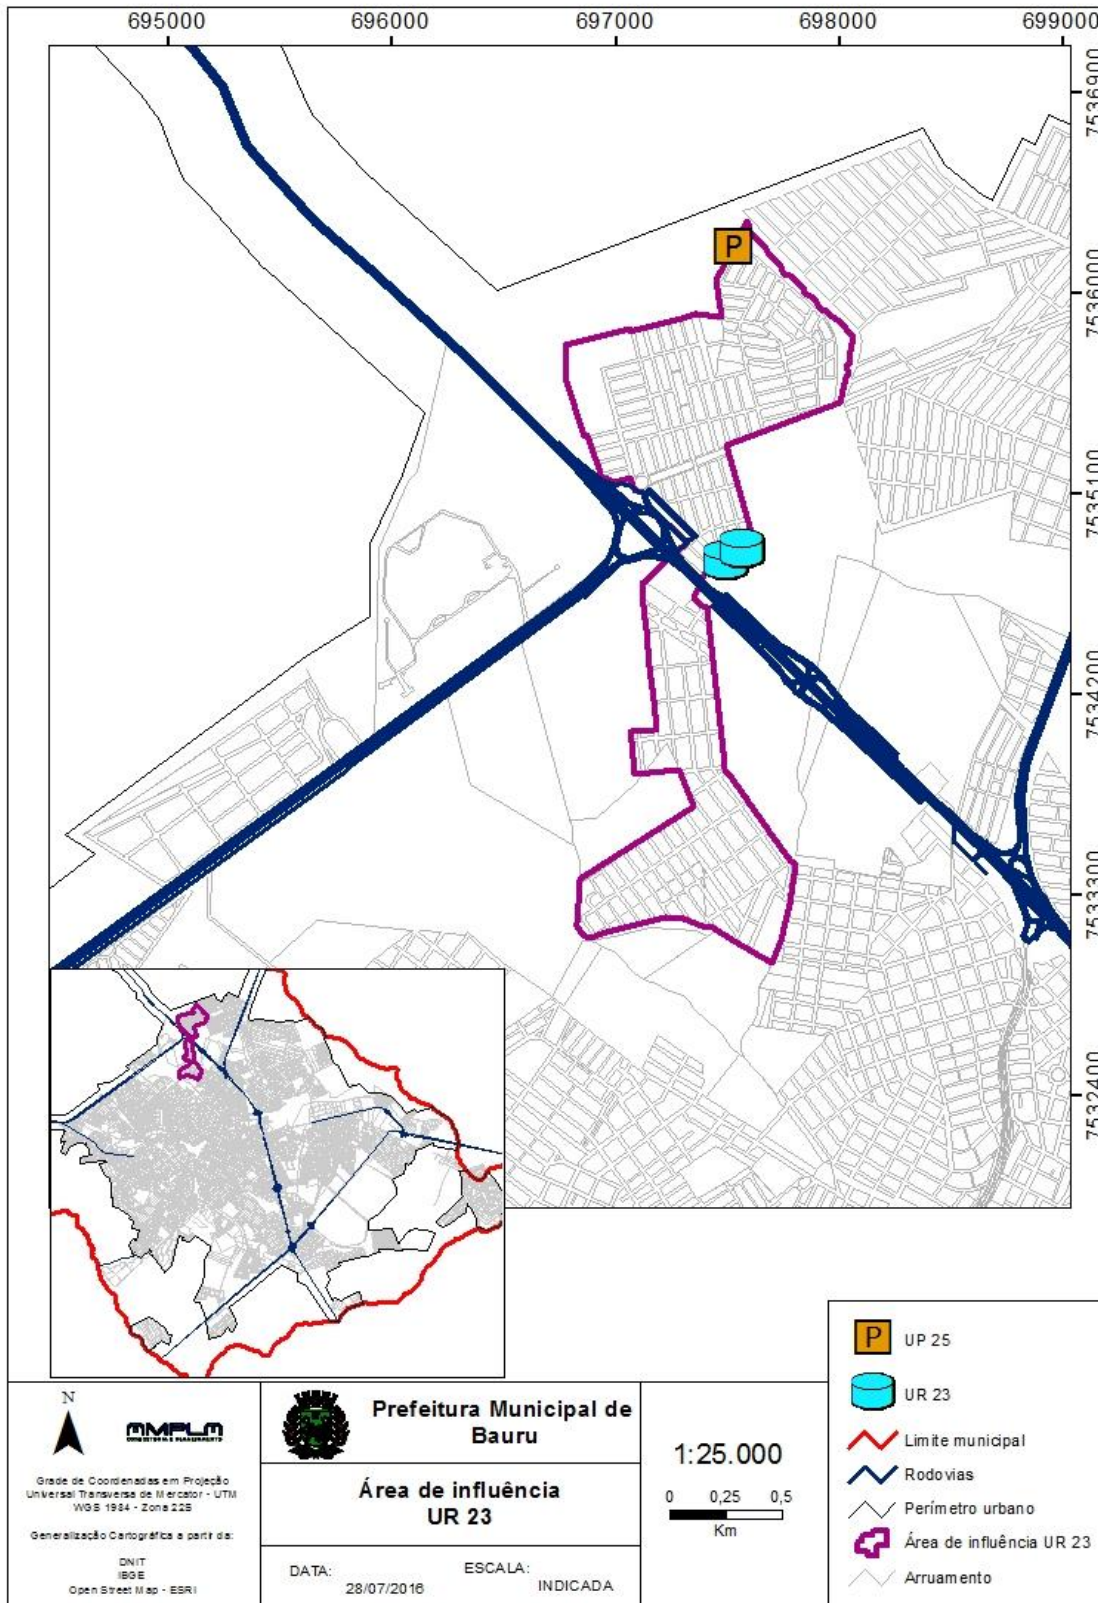 695000 696000 697000 698000 699000
7536900
7536000
7535100
7534200
7533300
7532400
P
P UP 25
UR 23
Limite municipal
Rodovias
Perímetro urbano
Área de influência UR 23
Arruamento
N
MMPLM
Grade de Coordenadas em Projeção
Universal Transversa de Mercator - UTM
WGS 1984 - Zona 22S
Generalização Cartográfica a partir da:
DNIT
IBGE
Open Street Map - ESRI
Prefeitura Municipal de
Bauru
Área de influência
UR 23
DATA:
28/07/2016
ESCALA:
INDICADA
1:25.000
0 0,25 0,5
Km